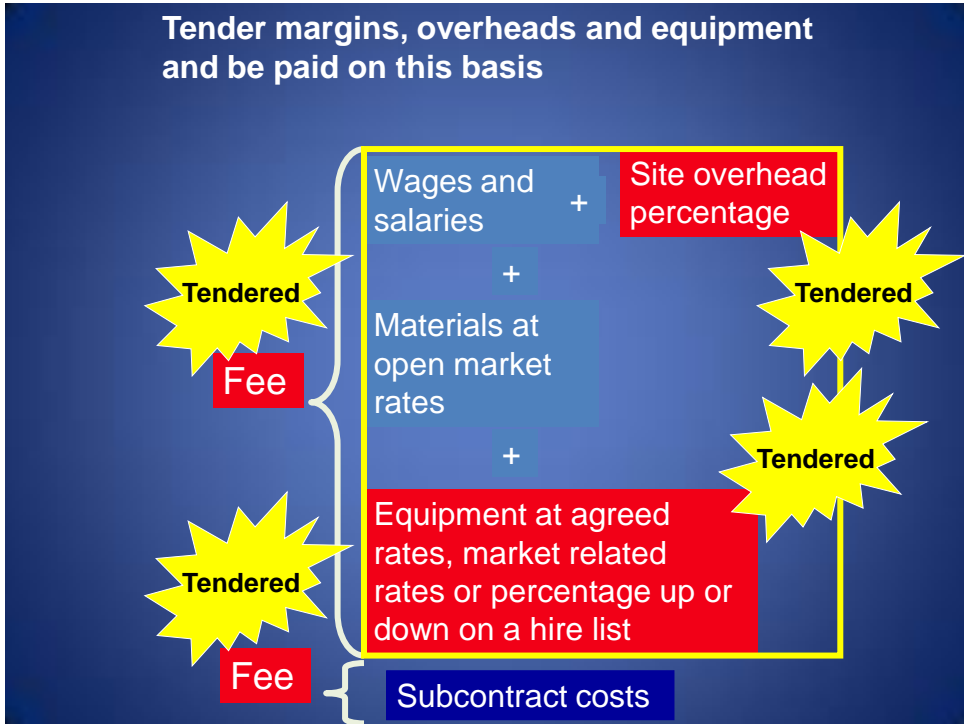 Tender margins, overheads and equipment
and be paid on this basis
Wages and
salaries
+
Site overhead
percentage
+
Tendered
Tendered
Materials at
open market
rates
Fee
+
Tendered
Equipment at agreed
rates, market related
rates or percentage up or
down on a hire list
Tendered
Fee
Subcontract costs